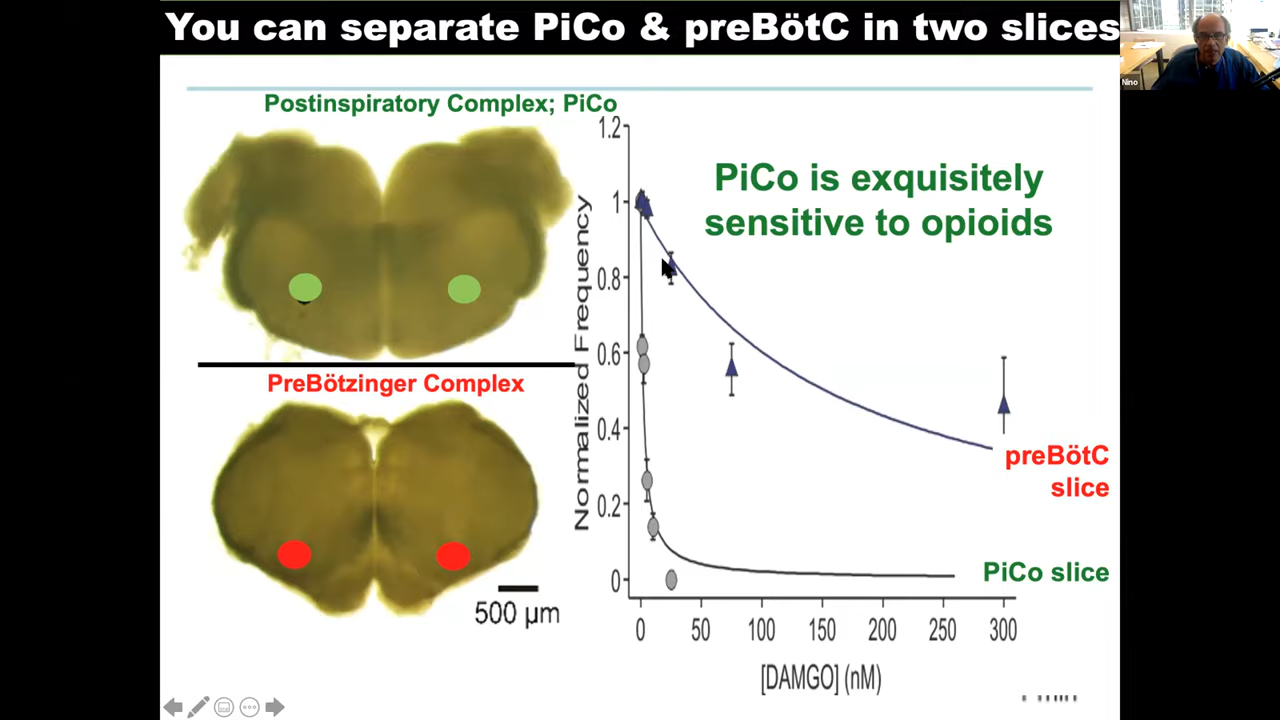 You can separate PiCo & preBötC in two slices
Nino
Postinspiratory Complex; PiCo
PreBötzinger Complex
500 µm
PiCo is exquisitely
sensitive to opioids
Normalized Frequency
1.2
1
0.8
0.6
0.4
0.2
0
0 50 100 150 200 250 300
[DAMGO] (nM)
preBötC
slice
PiCo slice